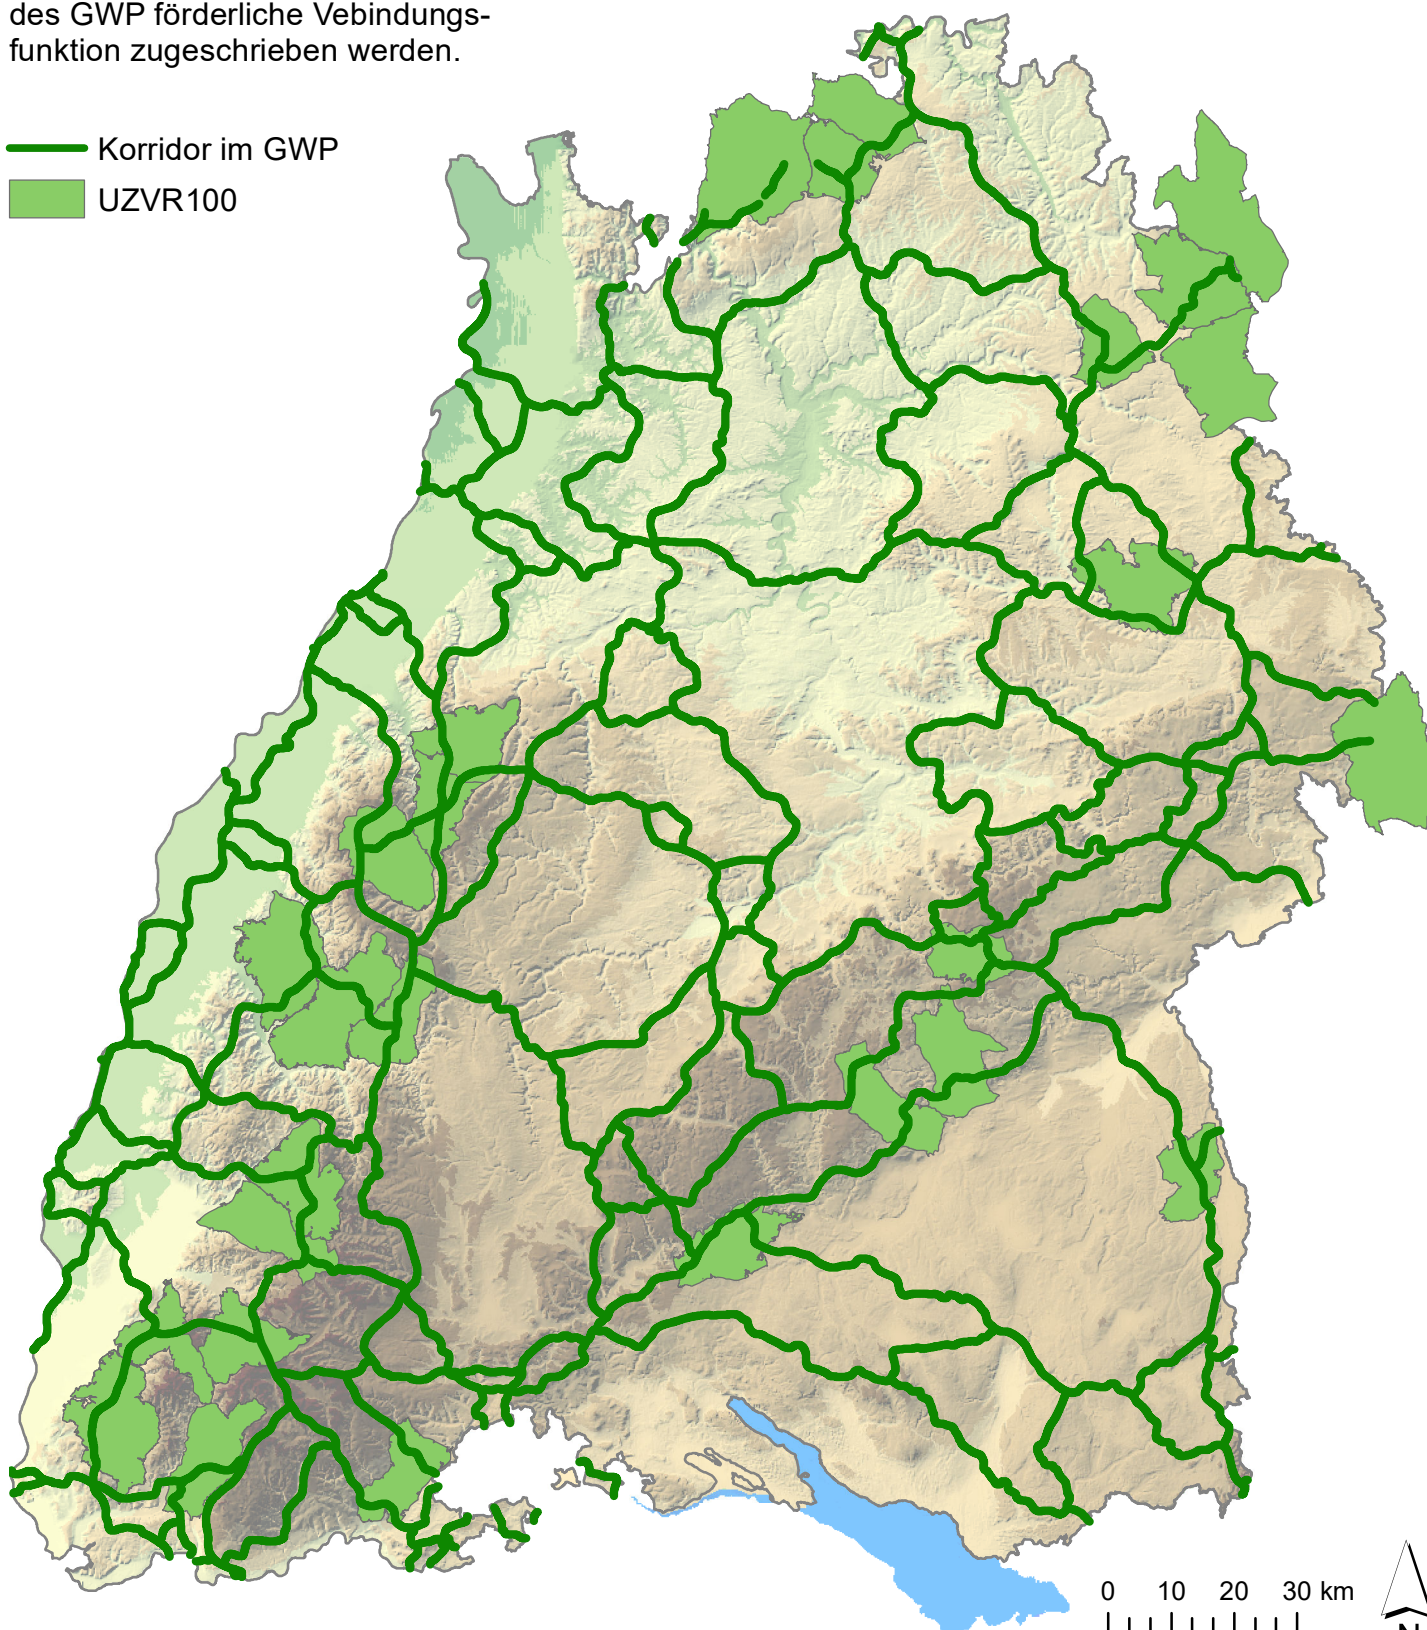 des GWP förderliche Vebindungs-
funktion zugeschrieben werden.
Korridor im GWP
UZVR100
0 10 20 30 km
N